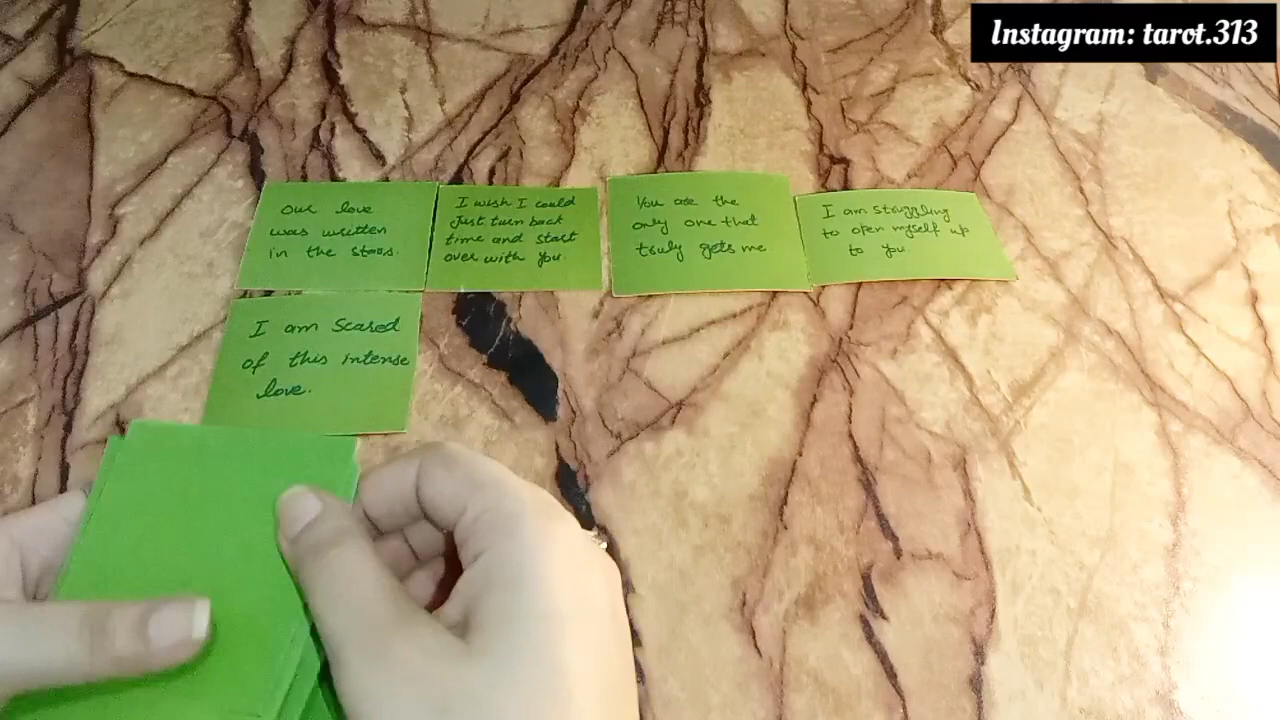 Instagram: tarot.313
Our love
was written
in the stars.
I wish I could
Just turn back
time and start
over with you.
You are the
only one that
truly gets me
I am struggling
to open myself up
to you.
I am scared
of this intense
love.